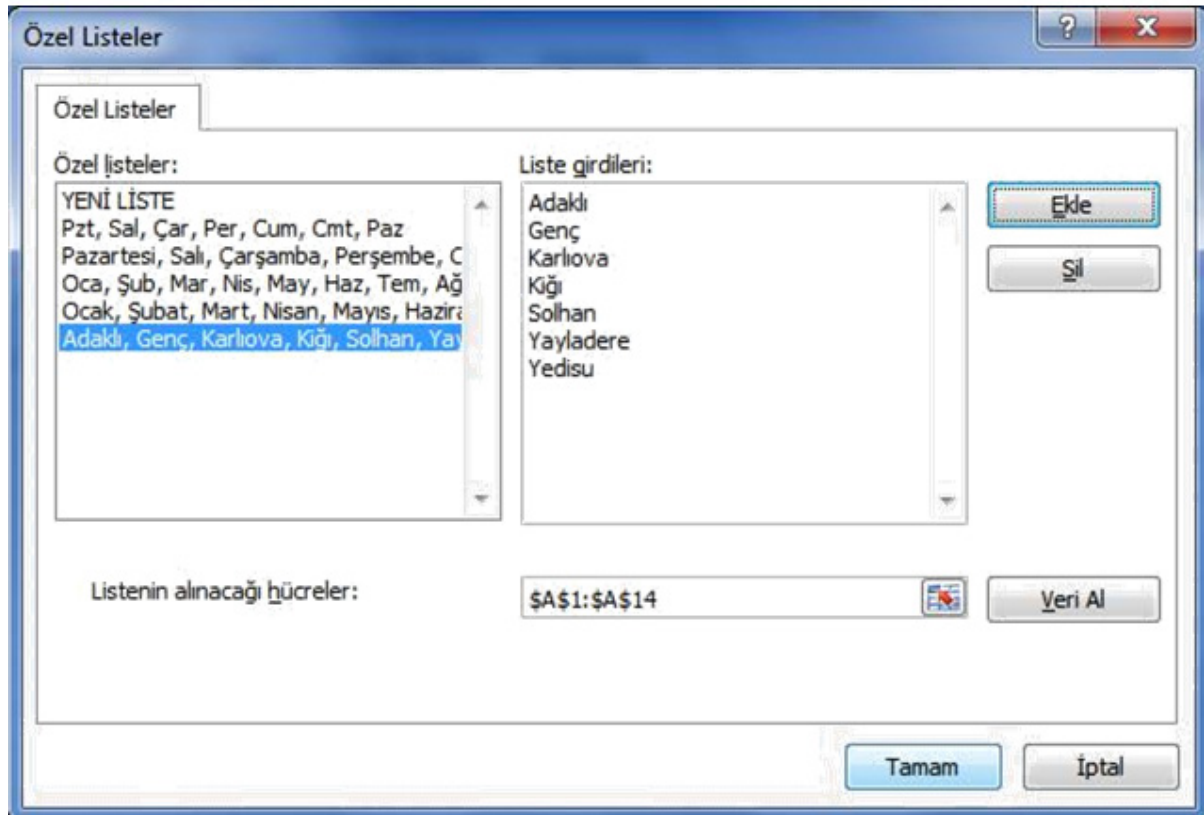 Özel Listeler
Özel Listeler
Özel listeler:
YENİ LİSTE
Pzt, Sal, Çar, Per, Cum, Cmt, Paz
Pazartesi, Salı, Çarşamba, Perşembe, C
Oca, Şub, Mar, Nis, May, Haz, Tem, Ağ
Ocak, Şubat, Mart, Nisan, Mayıs, Hazira
Adaklı, Genç, Karlıova, Kiğı, Solhan, Yay
Liste girdileri:
Adaklı
Genç
Karlıova
Kiğı
Solhan
Yayladere
Yedisu
Ekle
Sil
Listenin alınacağı hücreler:
$A$1:$A$14
Veri Al
Tamam
İptal